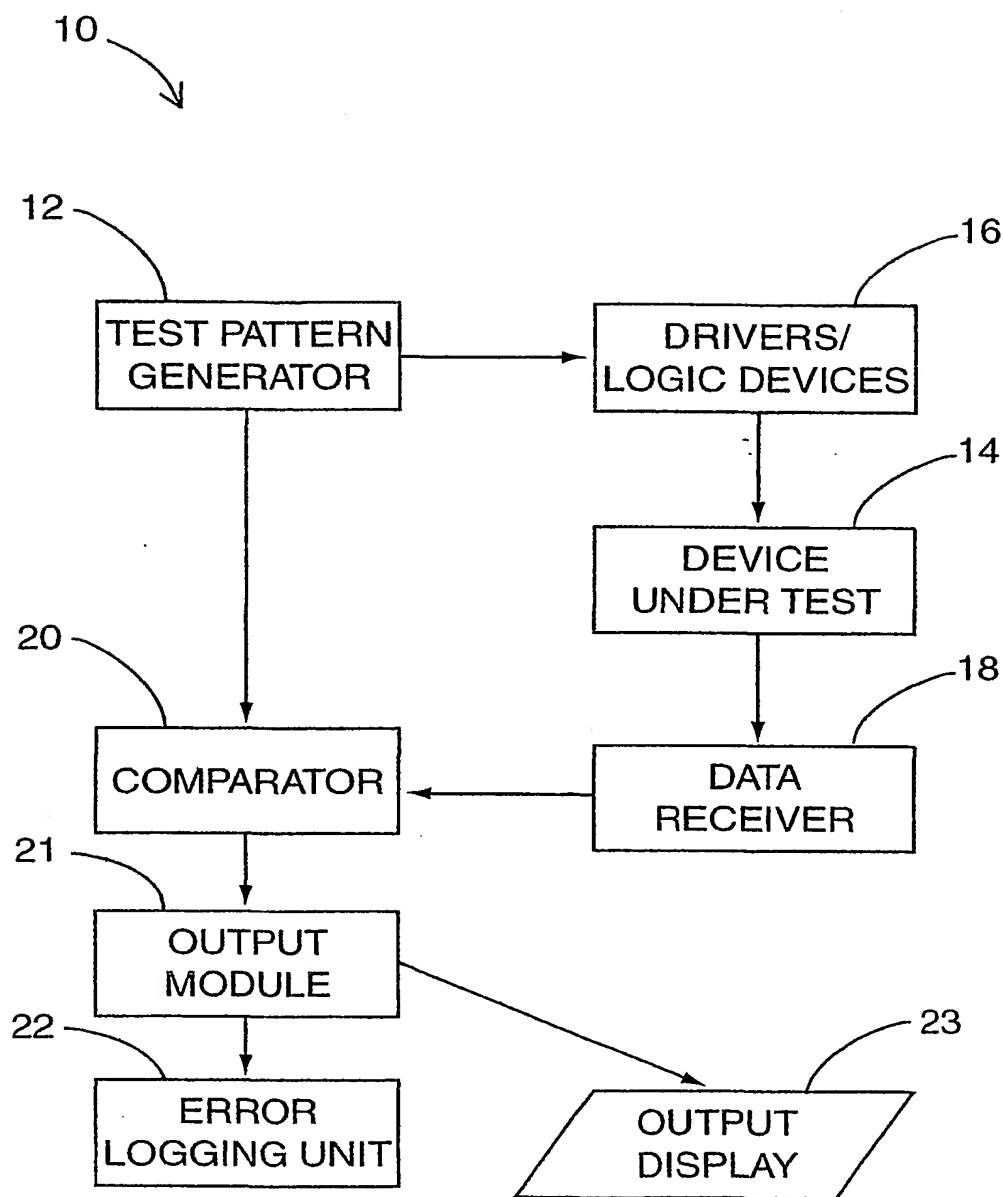 10
12
16
TEST PATTERN
GENERATOR
DRIVERS/
LOGIC DEVICES
14
DEVICE
UNDER TEST
20
18
COMPARATOR
DATA
RECEIVER
21
OUTPUT
MODULE
22
23
ERROR
LOGGING UNIT
OUTPUT
DISPLAY